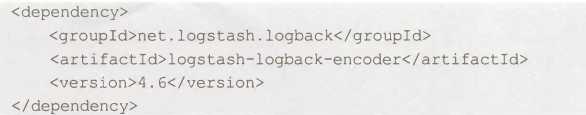 <dependency>
    <groupId>net.logstash.logback</groupId>
    <artifactId>logstash-logback-encoder</artifactId>
    <version>4.6</version>
</dependency>